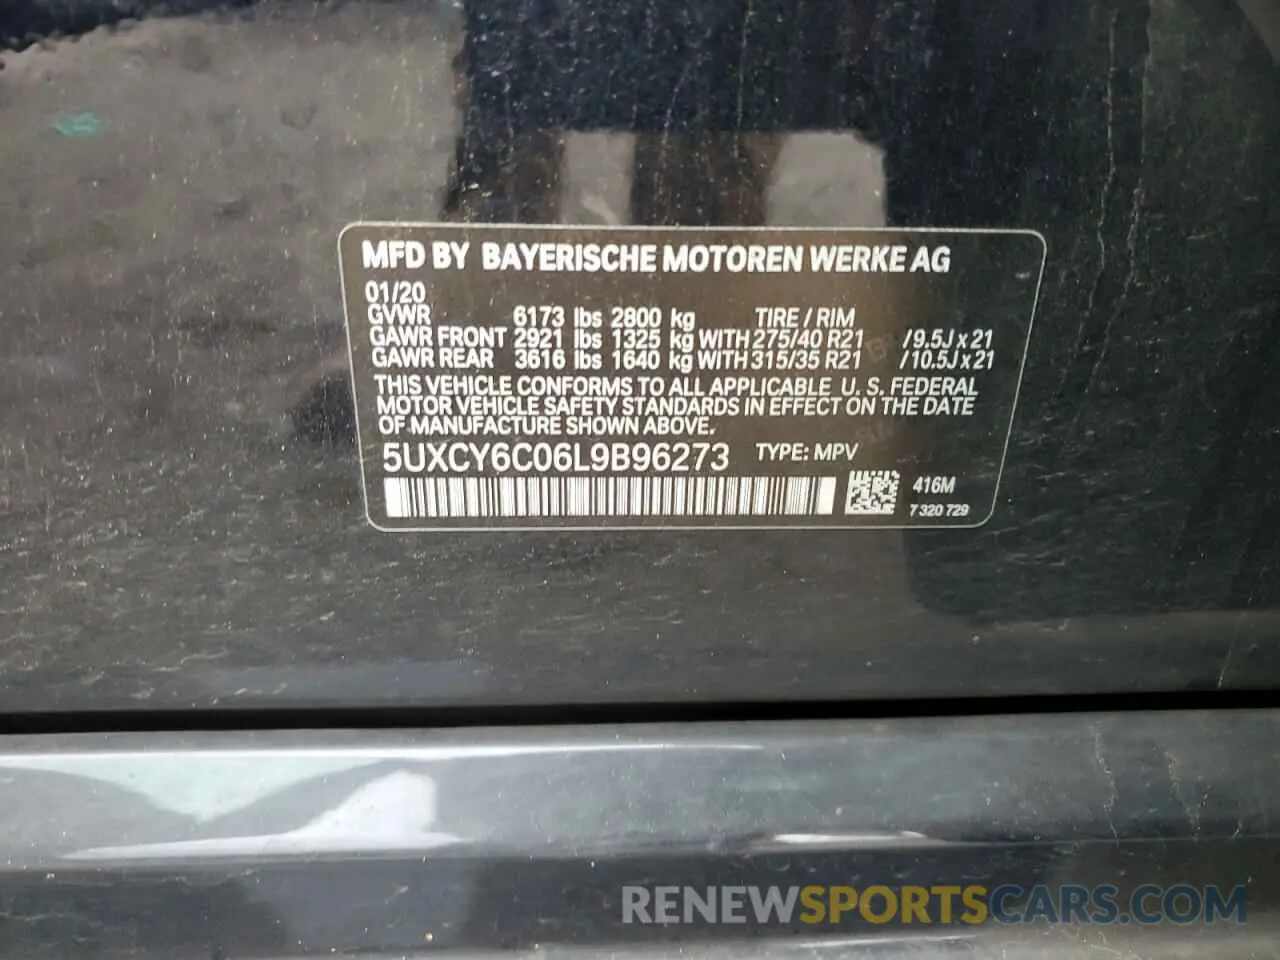 MFD BY BAYERISCHE MOTOREN WERKE AG
01/20
GVWR 6173 lbs 2800 kg TIRE / RIM
GAWR FRONT 2921 lbs 1325 kg WITH 275/40 R21 /9.5J x 21
GAWR REAR 3616 lbs 1640 kg WITH 315/35 R21 /10.5J x 21
THIS VEHICLE CONFORMS TO ALL APPLICABLE U. S. FEDERAL
MOTOR VEHICLE SAFETY STANDARDS IN EFFECT ON THE DATE
OF MANUFACTURE SHOWN ABOVE.
5UXCY6C06L9B96273 TYPE: MPV
416M
7 320 729
RENEWSPORTSCARS.COM